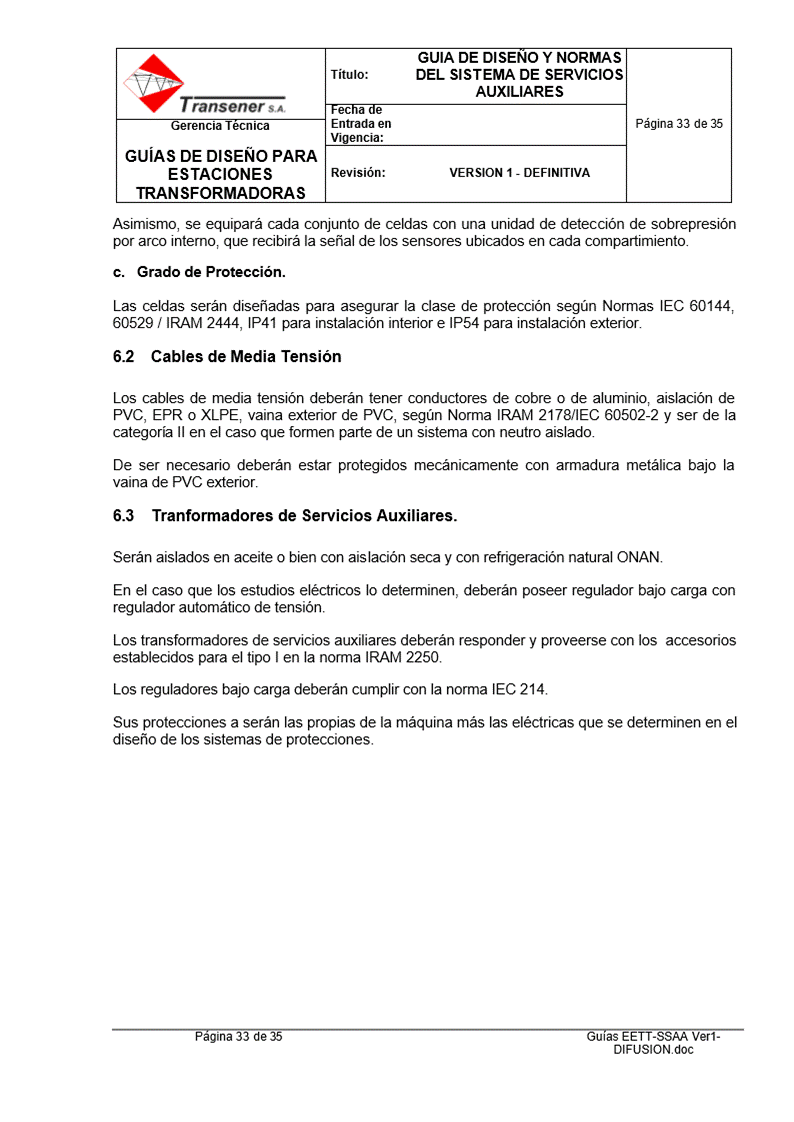 Transener S.A.
Gerencia Técnica
GUÍAS DE DISEÑO PARA
ESTACIONES
TRANSFORMADORAS
Título:
GUIA DE DISEÑO Y NORMAS
DEL SISTEMA DE SERVICIOS
AUXILIARES
Fecha de
Entrada en
Vigencia:
Revisión:
VERSION 1 - DEFINITIVA
Página 33 de 35
Asimismo, se equipará cada conjunto de celdas con una unidad de detección de sobrepresión
por arco interno, que recibirá la señal de los sensores ubicados en cada compartimiento.
c. Grado de Protección.
Las celdas serán diseñadas para asegurar la clase de protección según Normas IEC 60144,
60529 / IRAM 2444, IP41 para instalación interior e IP54 para instalación exterior.
6.2 Cables de Media Tensión
Los cables de media tensión deberán tener conductores de cobre o de aluminio, aislación de
PVC, EPR o XLPE, vaina exterior de PVC, según Norma IRAM 2178/IEC 60502-2 y ser de la
categoría II en el caso que formen parte de un sistema con neutro aislado.
De ser necesario deberán estar protegidos mecánicamente con armadura metálica bajo la
vaina de PVC exterior.
6.3 Tranformadores de Servicios Auxiliares.
Serán aislados en aceite o bien con aislación seca y con refrigeración natural ONAN.
En el caso que los estudios eléctricos lo determinen, deberán poseer regulador bajo carga con
regulador automático de tensión.
Los transformadores de servicios auxiliares deberán responder y proveerse con los accesorios
establecidos para el tipo I en la norma IRAM 2250.
Los reguladores bajo carga deberán cumplir con la norma IEC 214.
Sus protecciones a serán las propias de la máquina más las eléctricas que se determinen en el
diseño de los sistemas de protecciones.
Página 33 de 35
Guías EETT-SSAA Ver1-
DIFUSION.doc